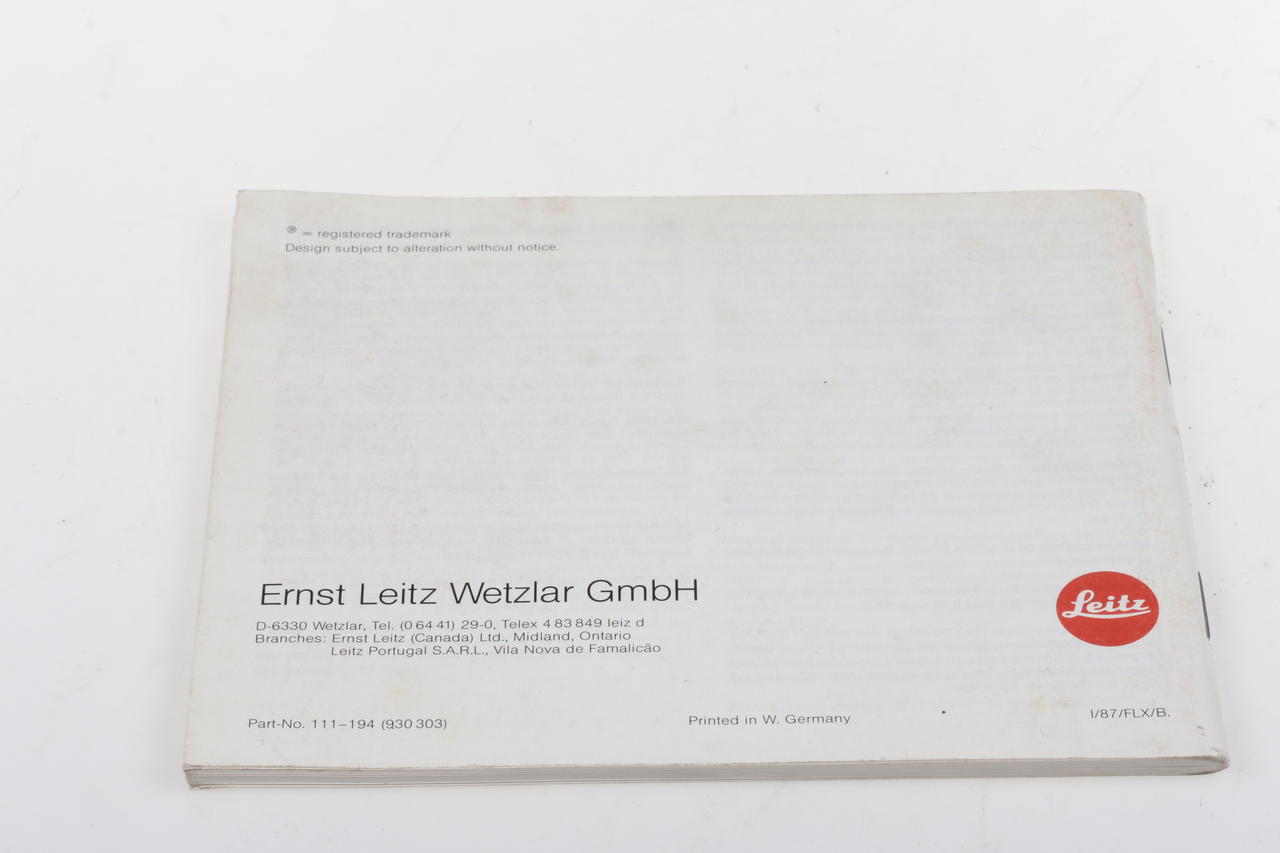 ® = registered trademark
Design subject to alteration without notice.
Ernst Leitz Wetzlar GmbH
D-6330 Wetzlar, Tel. (0 64 41) 29-0, Telex 4 83 849 leiz d
Branches: Ernst Leitz (Canada) Ltd., Midland, Ontario
Leitz Portugal S.A.R.L., Vila Nova de Famalicão
Leitz
Part-No. 111–194 (930 303)
Printed in W. Germany
I/87/FLX/B.